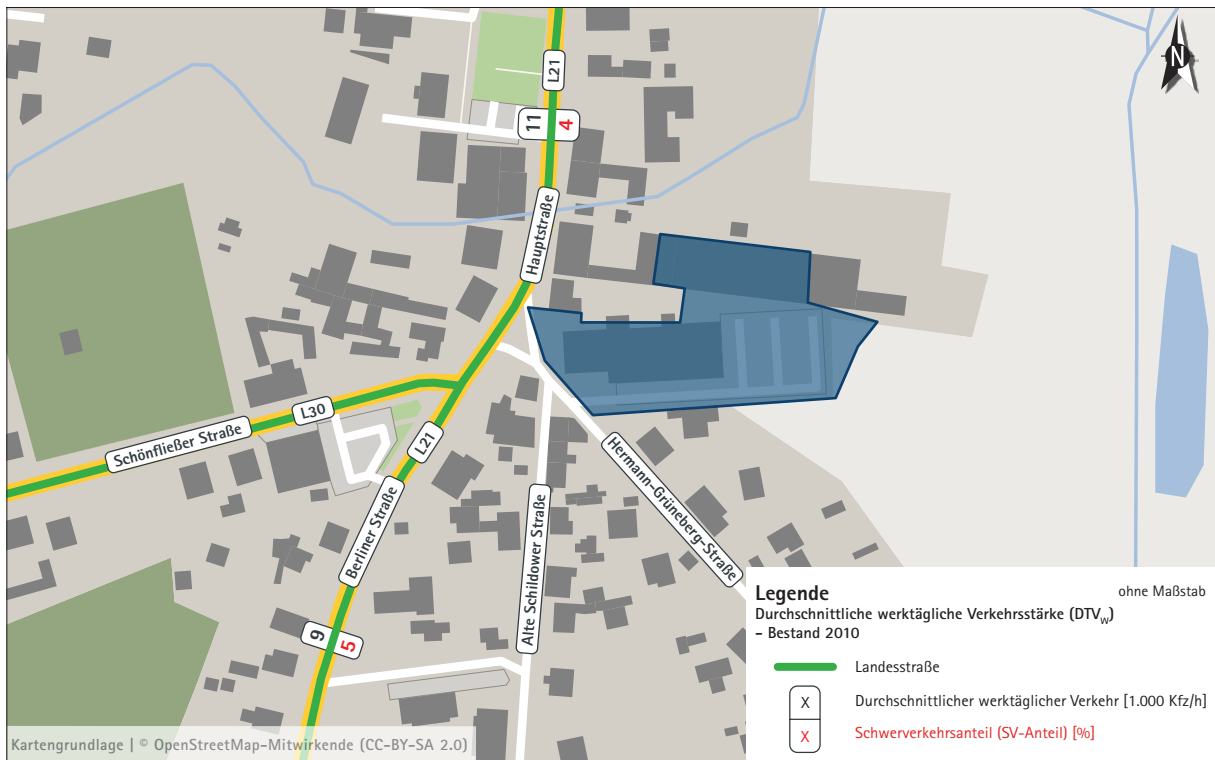 N
L21
11
4
Hauptstraße
L30
Schönfließer Straße
L21
Berliner Straße
Hermann-Grüneberg-Straße
Alte Schildower Straße
9
5
Legende
ohne Maßstab
Durchschnittliche werktägliche Verkehrsstärke (DTVw)
- Bestand 2010
Landesstraße
X
Durchschnittlicher werktäglicher Verkehr [1.000 Kfz/h]
X
Schwerverkehrsanteil (SV-Anteil) [%]
Kartengrundlage | © OpenStreetMap-Mitwirkende (CC-BY-SA 2.0)